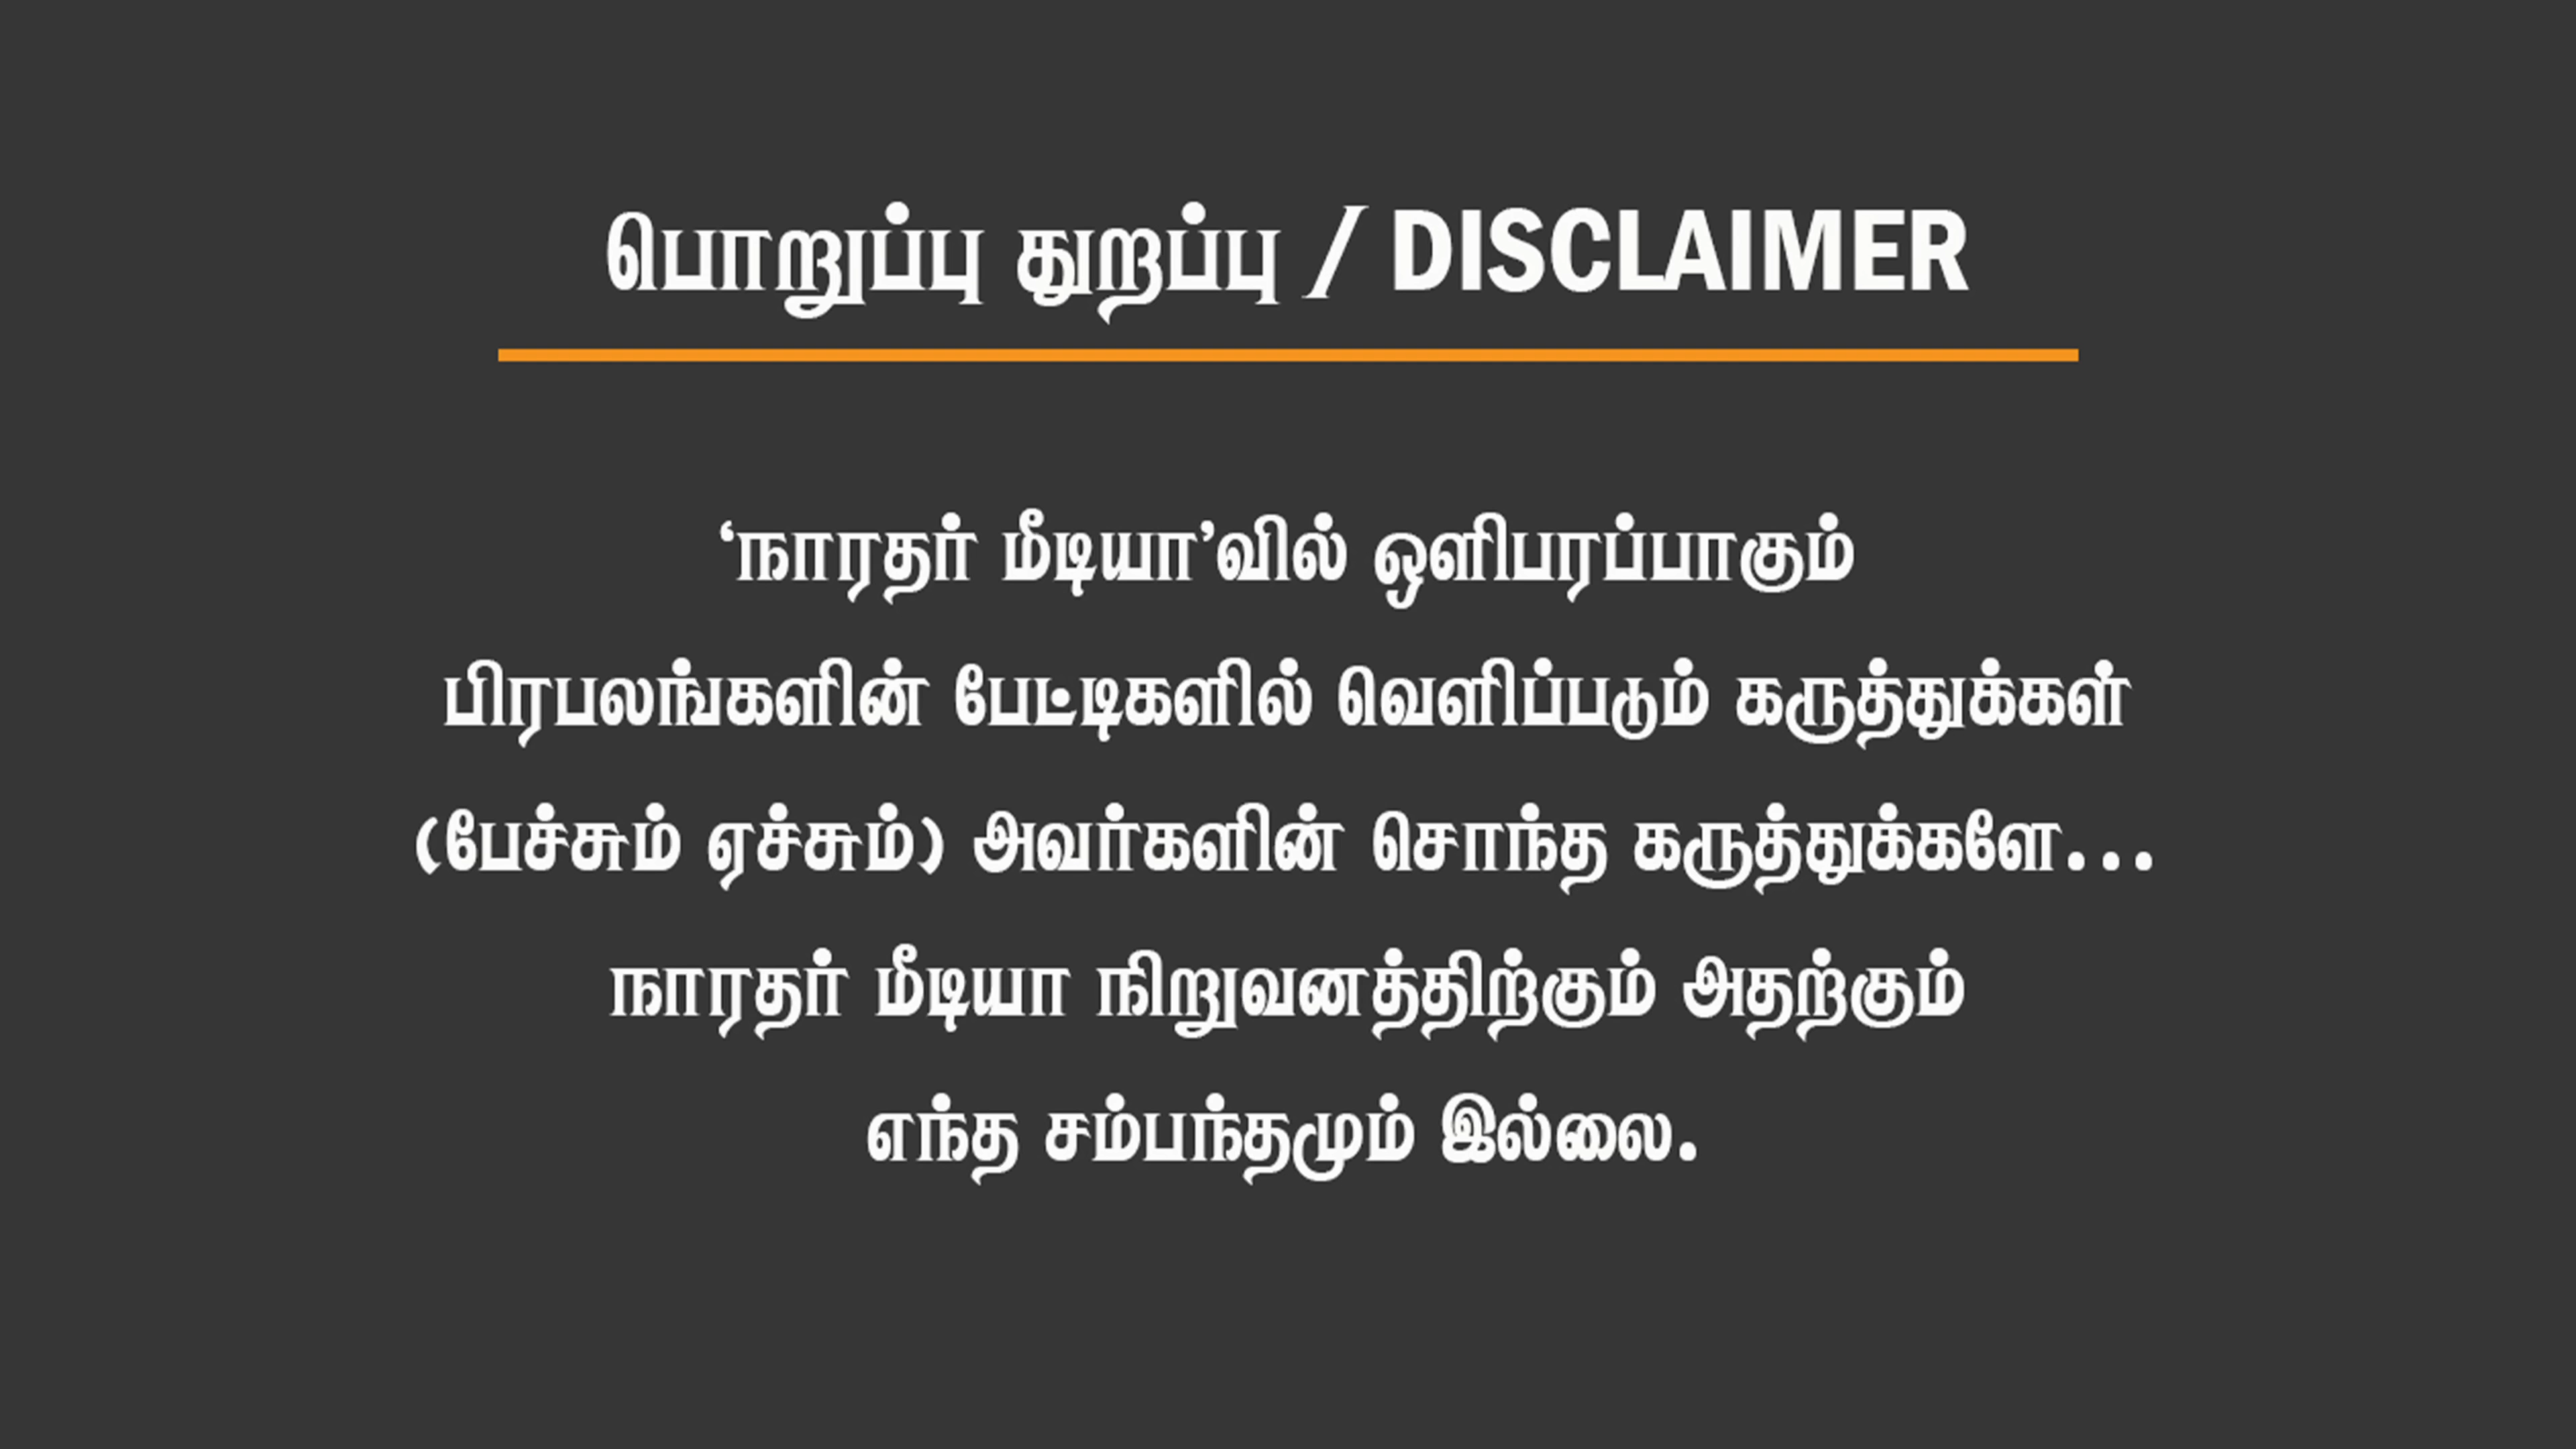 பொறுப்பு துறப்பு / DISCLAIMER
‘நாரதர் மீடியா’வில் ஒளிபரப்பாகும்
பிரபலங்களின் பேட்டிகளில் வெளிப்படும் கருத்துக்கள்
(பேச்சும் ஏச்சும்) அவர்களின் சொந்த கருத்துக்களே...
நாரதர் மீடியா நிறுவனத்திற்கும் அதற்கும்
எந்த சம்பந்தமும் இல்லை.